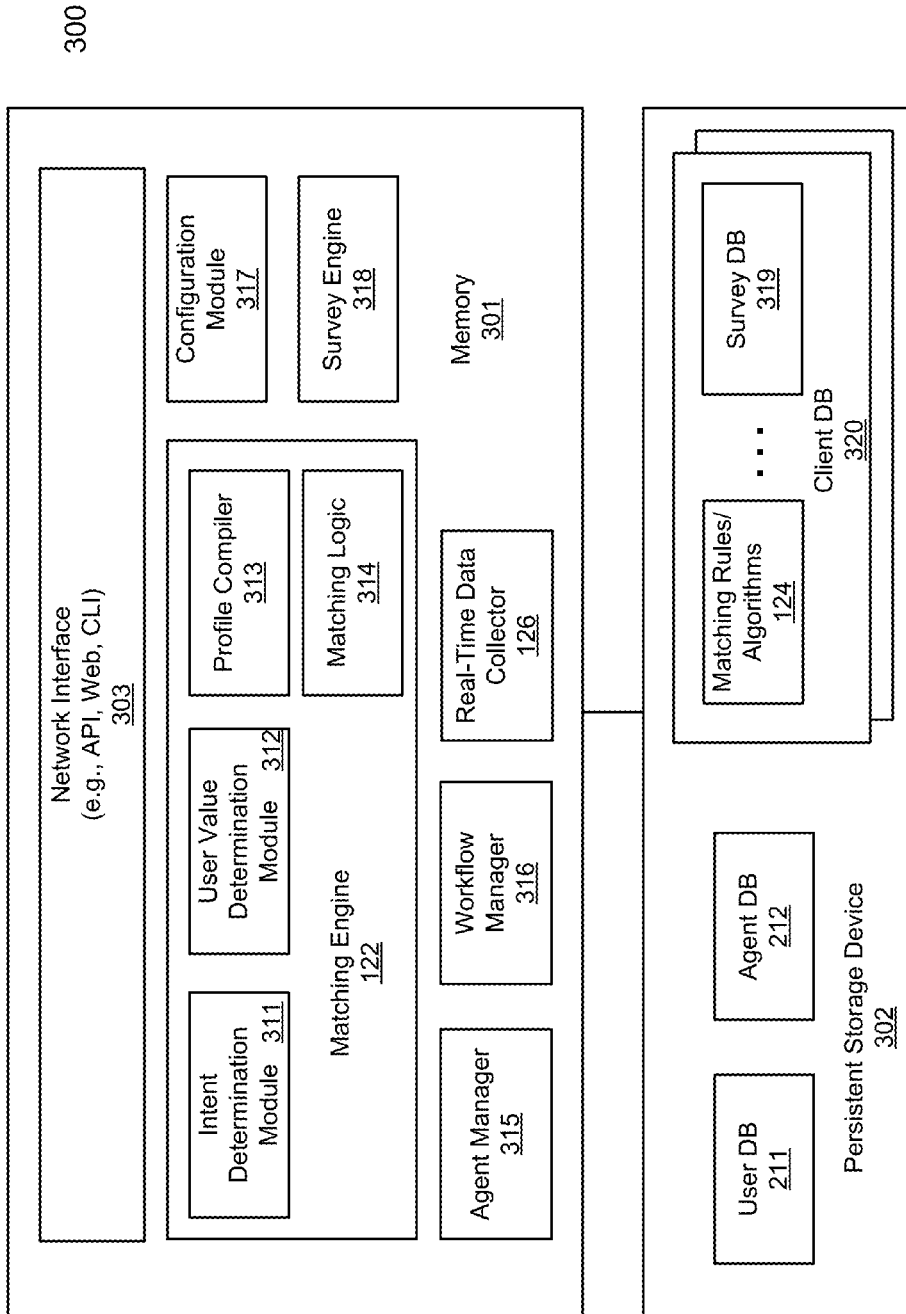 300
Network Interface
(e.g., API, Web, CLI)
303
Intent
Determination
Module 311
User Value
Determination
Module 312
Profile Compiler
313
Matching Logic
314
Matching Engine
122
Configuration
Module
317
Survey Engine
318
Agent Manager
315
Workflow
Manager
316
Real-Time Data
Collector
126
Memory
301
User DB
211
Agent DB
212
Persistent Storage Device
302
Matching Rules/
Algorithms
124
...
Survey DB
319
Client DB
320